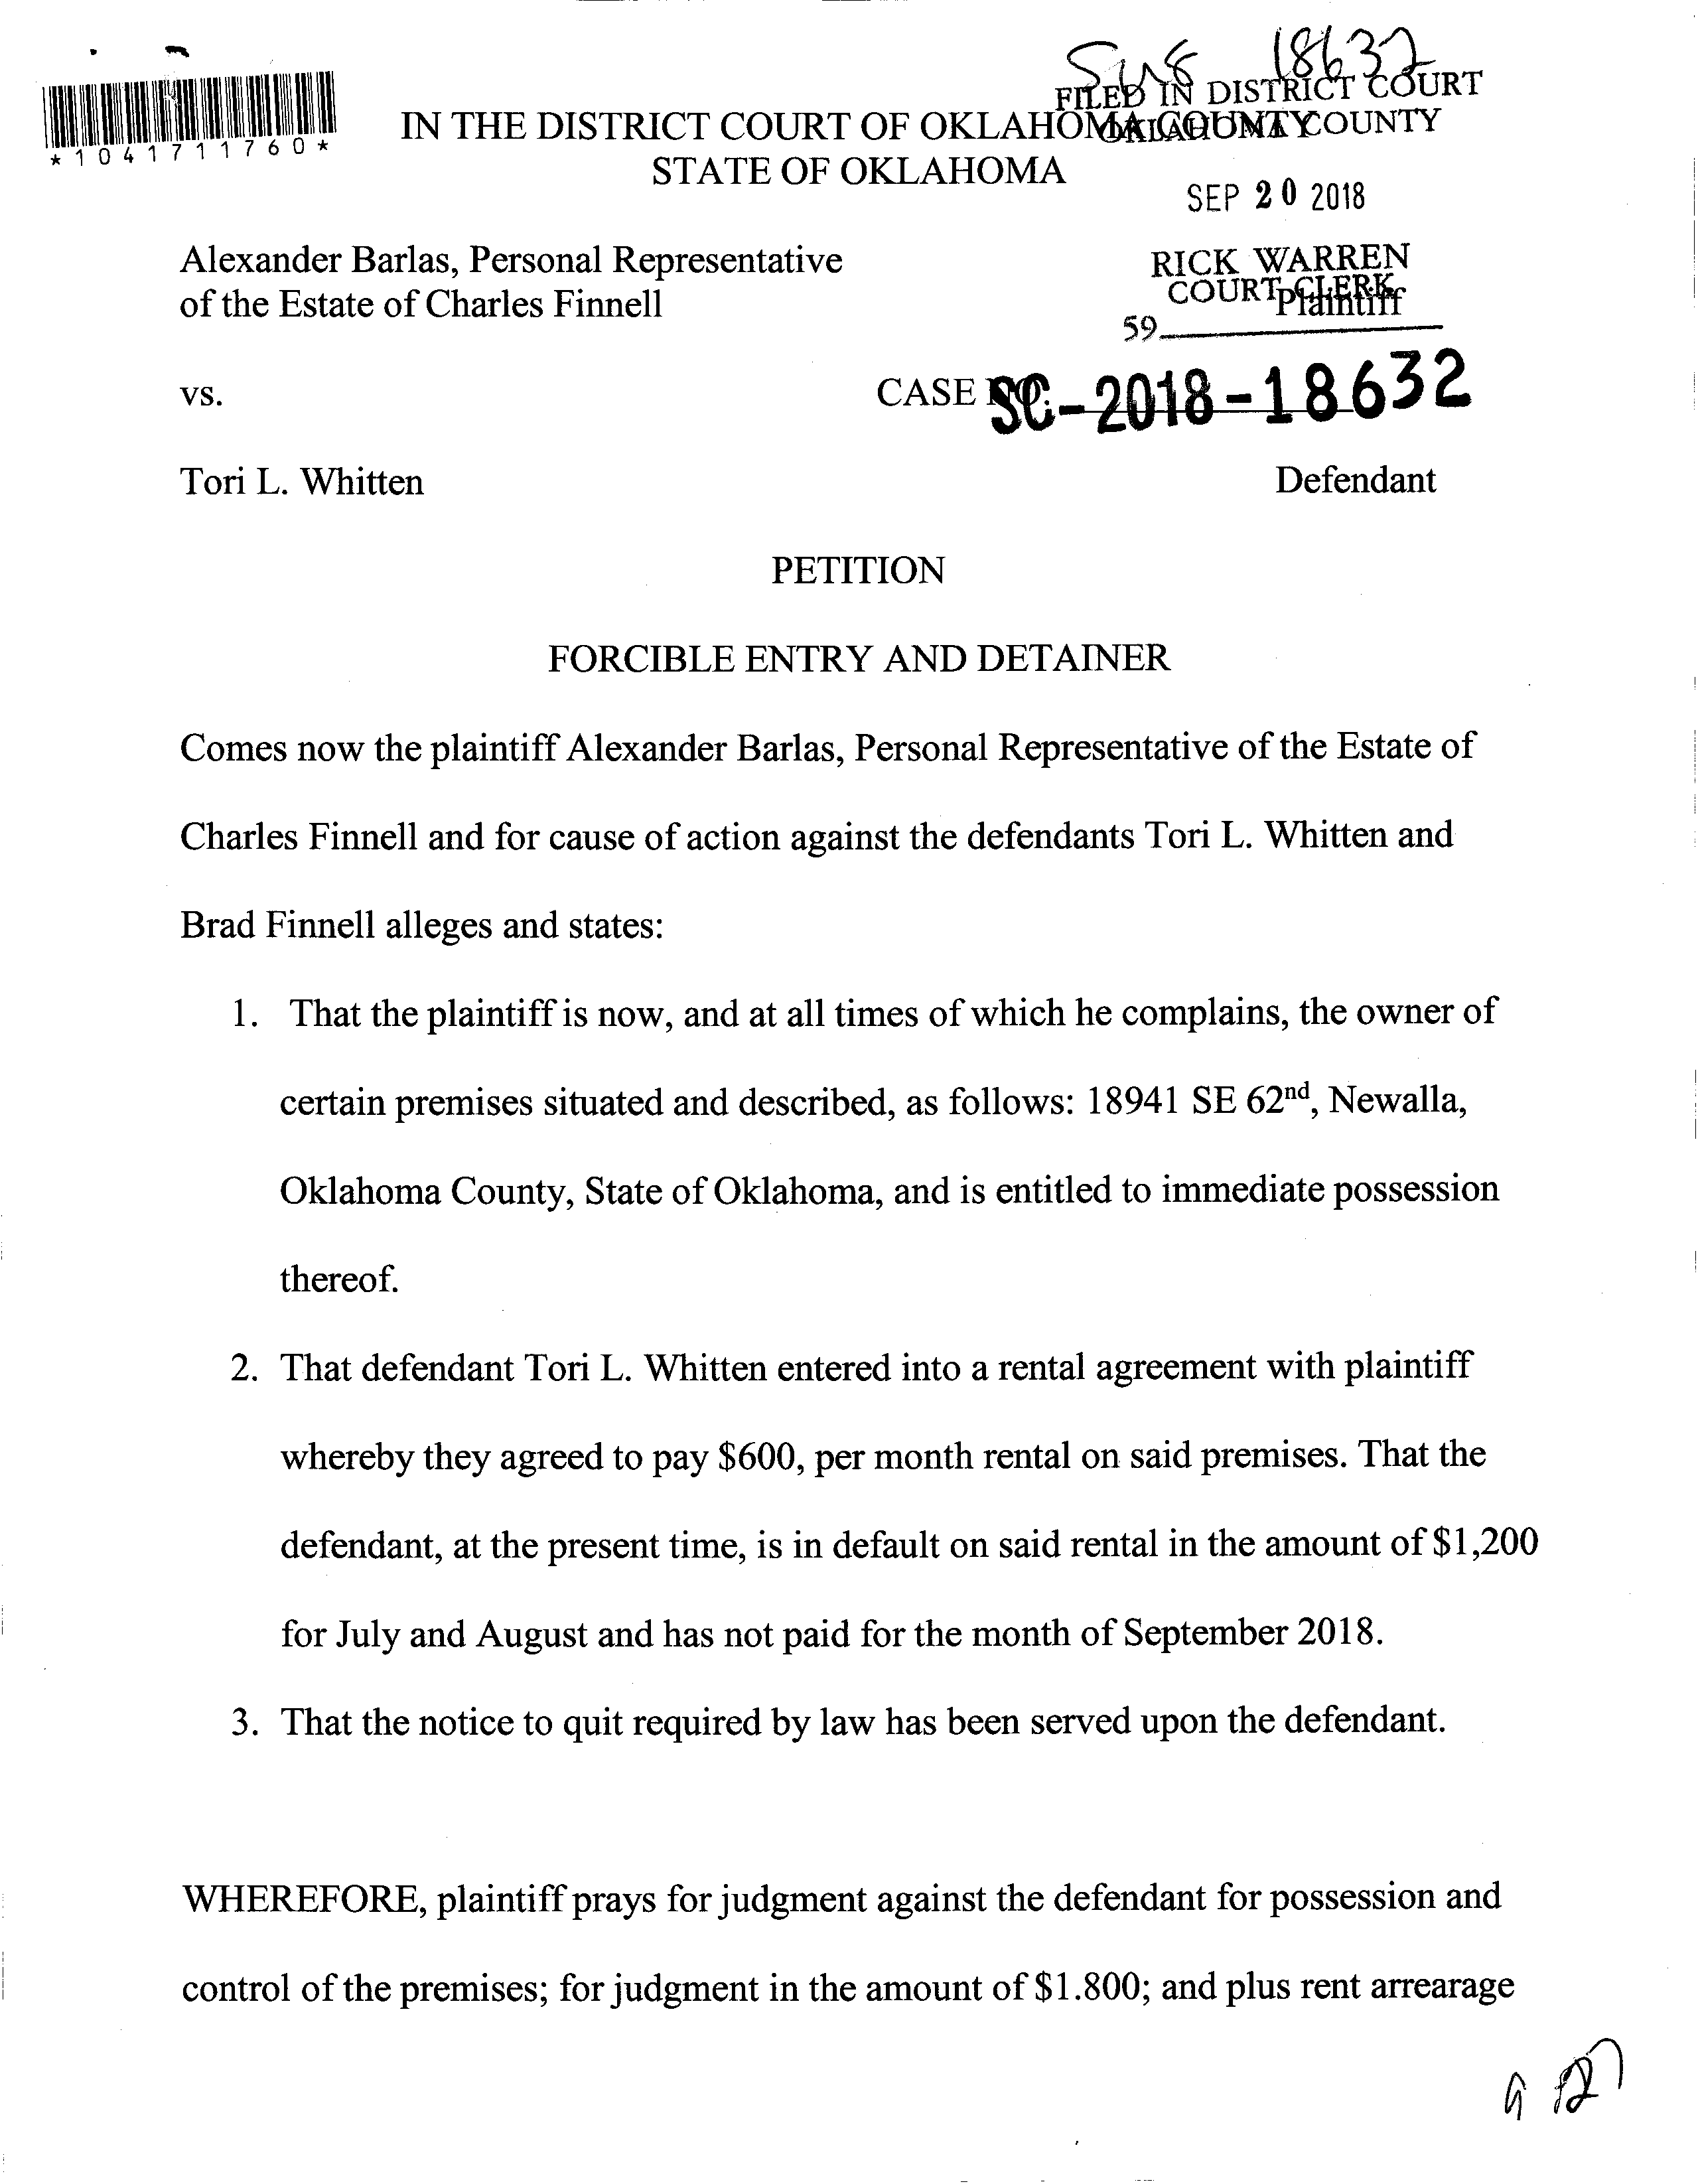 18632
FILED IN DISTRICT COURT
OKLAHOMA COUNTY
*1041711760*
IN THE DISTRICT COURT OF OKLAHOMA COUNTY
STATE OF OKLAHOMA
SEP 20 2018
Alexander Barlas, Personal Representative
of the Estate of Charles Finnell
RICK WARREN
COURT CLERK
Plaintiff
59
vs.
CASE NO.
SC-2018-18632
Tori L. Whitten
Defendant
PETITION
FORCIBLE ENTRY AND DETAINER
Comes now the plaintiff Alexander Barlas, Personal Representative of the Estate of
Charles Finnell and for cause of action against the defendants Tori L. Whitten and
Brad Finnell alleges and states:
1. That the plaintiff is now, and at all times of which he complains, the owner of
certain premises situated and described, as follows: 18941 SE 62nd, Newalla,
Oklahoma County, State of Oklahoma, and is entitled to immediate possession
thereof.
2. That defendant Tori L. Whitten entered into a rental agreement with plaintiff
whereby they agreed to pay $600, per month rental on said premises. That the
defendant, at the present time, is in default on said rental in the amount of $1,200
for July and August and has not paid for the month of September 2018.
3. That the notice to quit required by law has been served upon the defendant.
WHEREFORE, plaintiff prays for judgment against the defendant for possession and
control of the premises; for judgment in the amount of $1.800; and plus rent arrearage